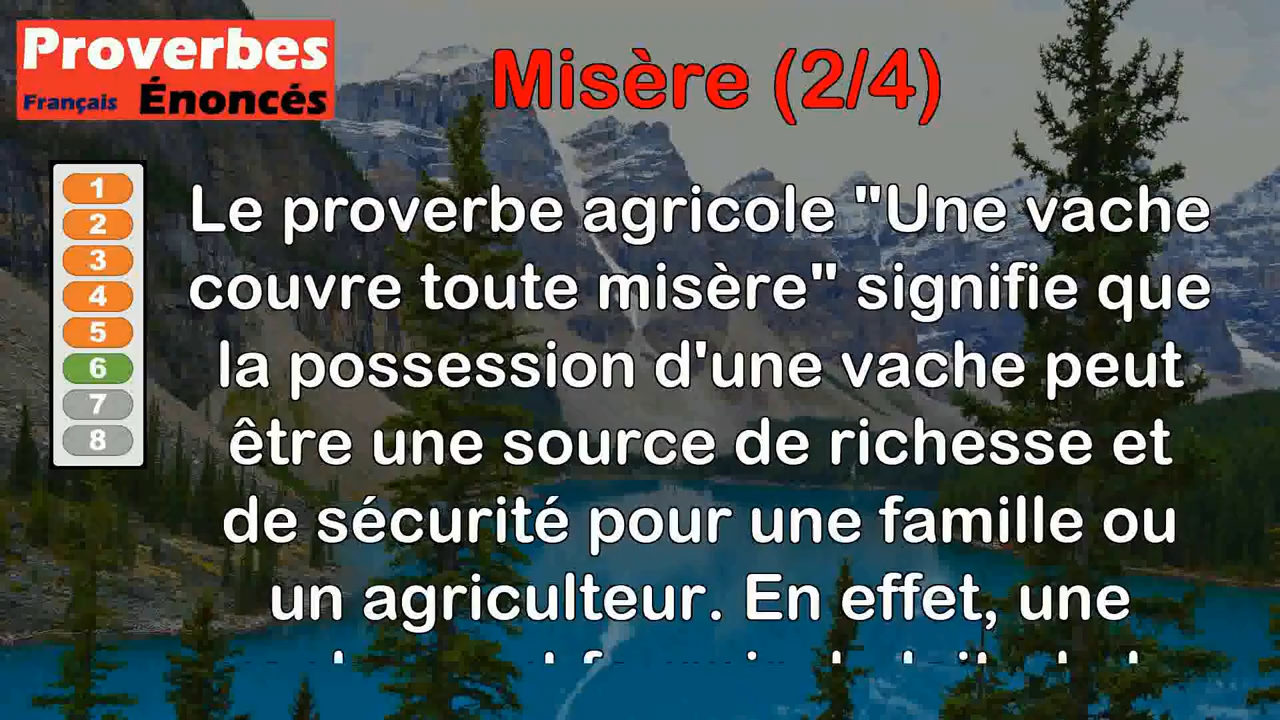 Proverbes
Français Énoncés
Misère (2/4)
1
2
3
4
5
6
7
8
Le proverbe agricole "Une vache
couvre toute misère" signifie que
la possession d'une vache peut
être une source de richesse et
de sécurité pour une famille ou
un agriculteur. En effet, une